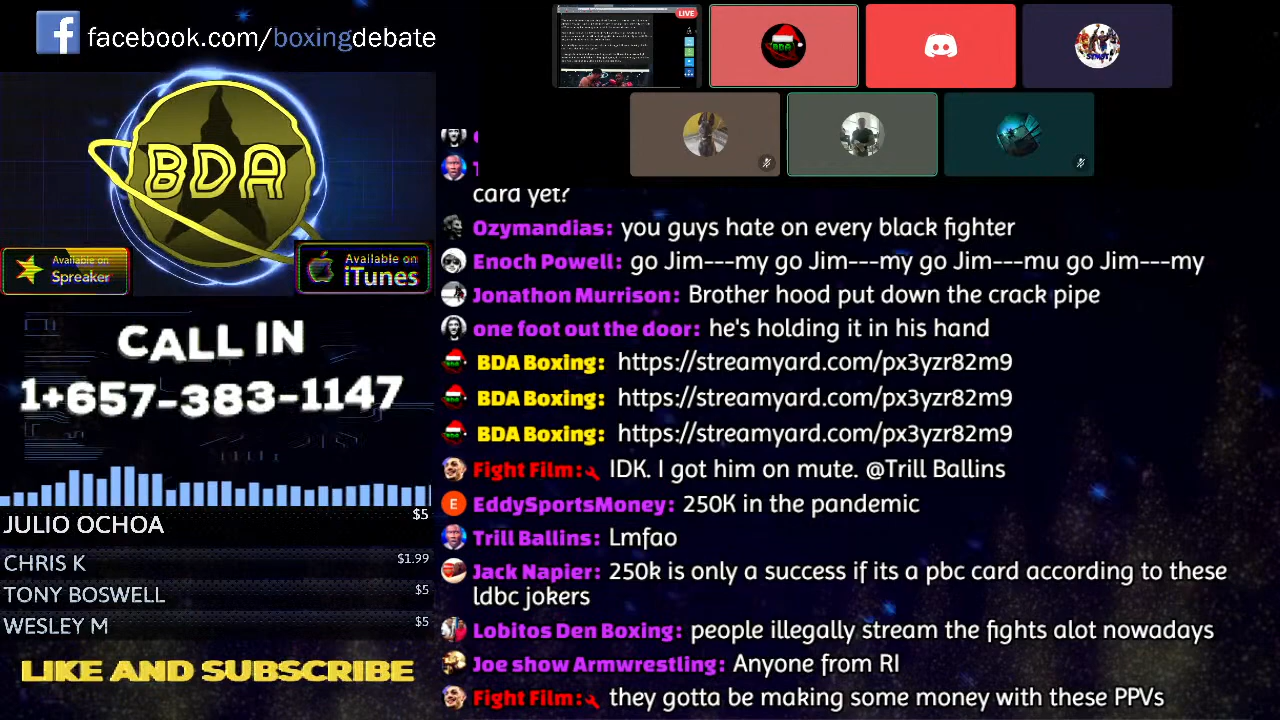 facebook.com/boxingdebate
LIVE
BDA
Available on
Spreaker
Available on
iTunes
CALL IN
1+657-383-1147
JULIO OCHOA $5
CHRIS K $1.99
TONY BOSWELL $5
WESLEY M $5
LIKE AND SUBSCRIBE
card yet?
Ozymandias: you guys hate on every black fighter
Enoch Powell: go Jim---my go Jim---my go Jim---mu go Jim---my
Jonathon Murrison: Brother hood put down the crack pipe
one foot out the door: he's holding it in his hand
BDA Boxing: https://streamyard.com/px3yzr82m9
BDA Boxing: https://streamyard.com/px3yzr82m9
BDA Boxing: https://streamyard.com/px3yzr82m9
Fight Film: IDK. I got him on mute. @Trill Ballins
E EddySportsMoney: 250K in the pandemic
Trill Ballins: Lmfao
Jack Napier: 250k is only a success if its a pbc card according to these
ldbc jokers
Lobitos Den Boxing: people illegally stream the fights alot nowadays
Joe show Armwrestling: Anyone from RI
Fight Film: they gotta be making some money with these PPVs